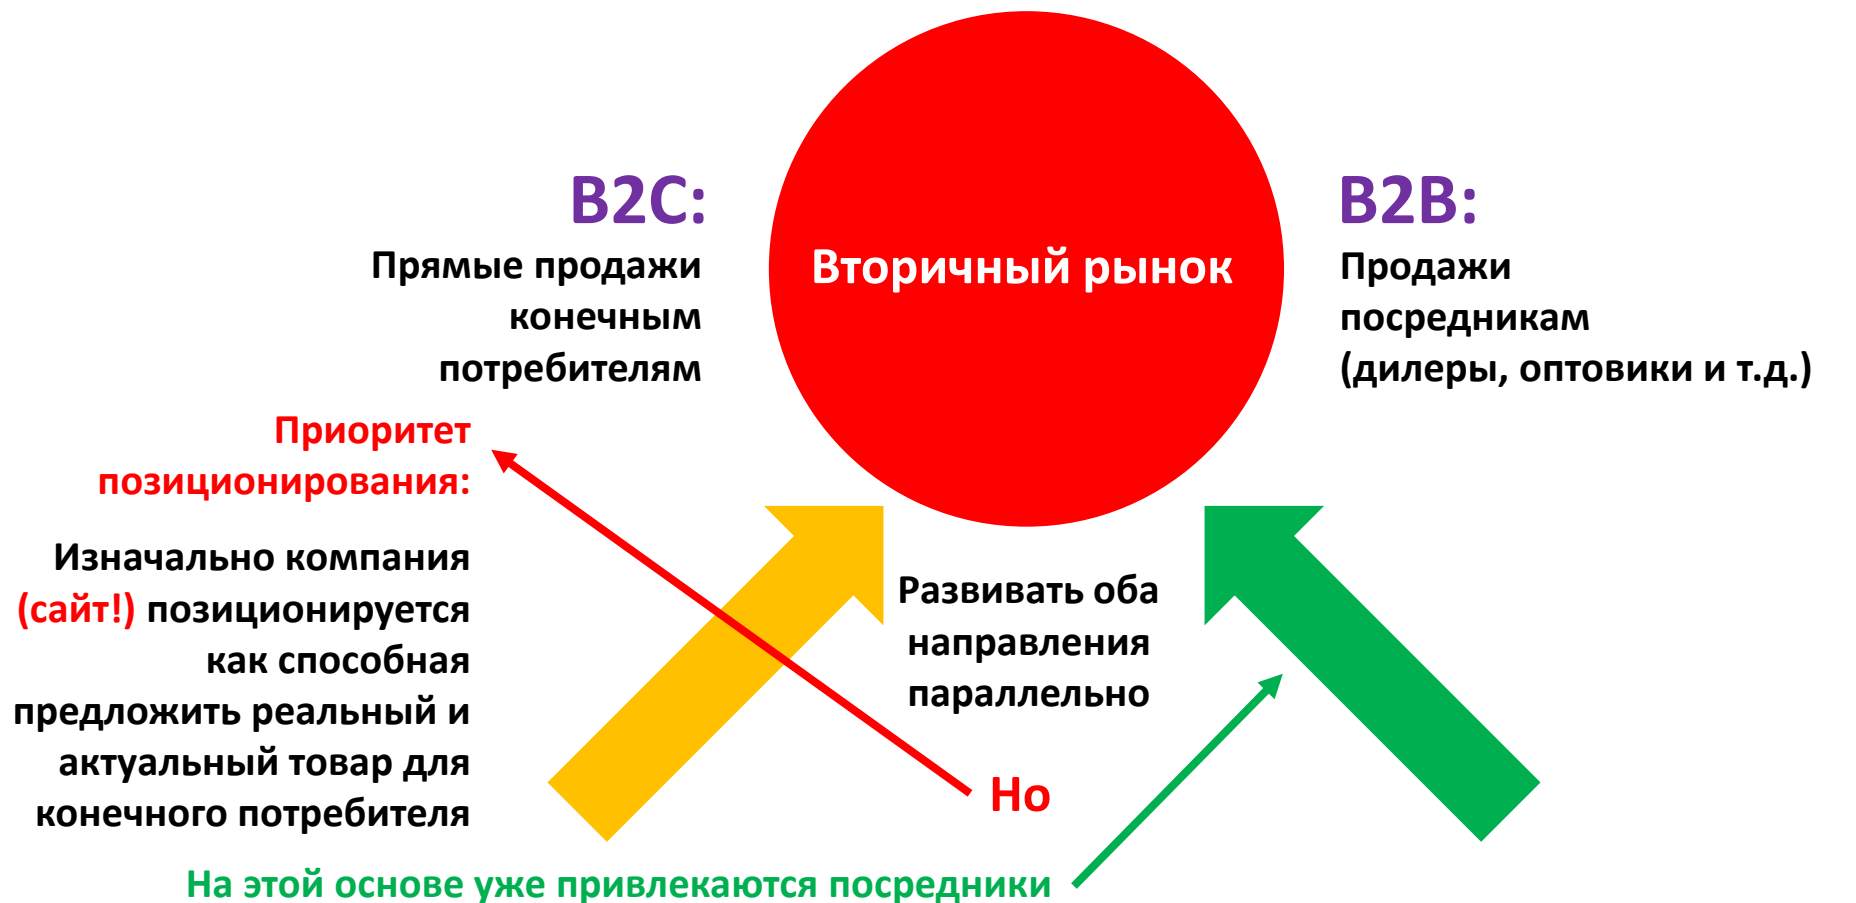 B2C:
Прямые продажи
конечным
потребителям
Вторичный рынок
B2B:
Продажи
посредникам
(дилеры, оптовики и т.д.)
Приоритет
позиционирования:
Изначально компания
(сайт!) позиционируется
как способная
предложить реальный и
актуальный товар для
конечного потребителя
Развивать оба
направления
параллельно
Но
На этой основе уже привлекаются посредники